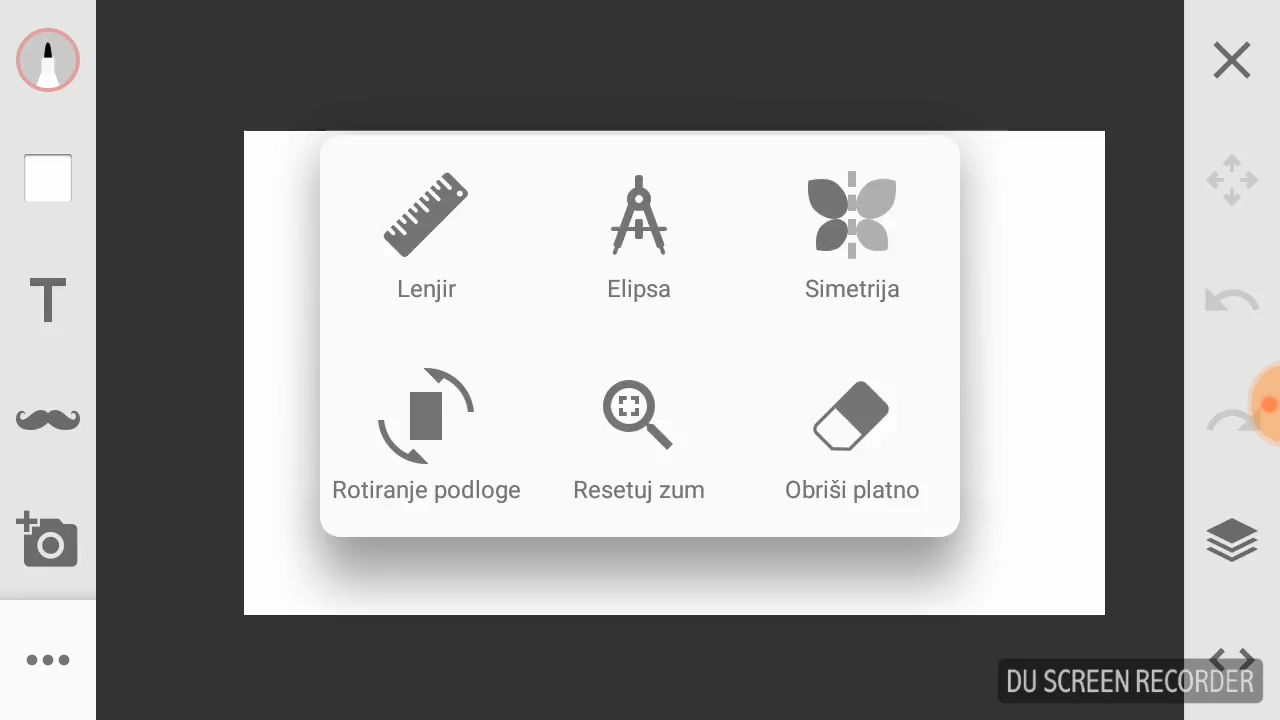 Lenjir
Elipsa
Simetrija
Rotiranje podloge
Resetuj zum
Obriši platno
T
DU SCREEN RECORDER